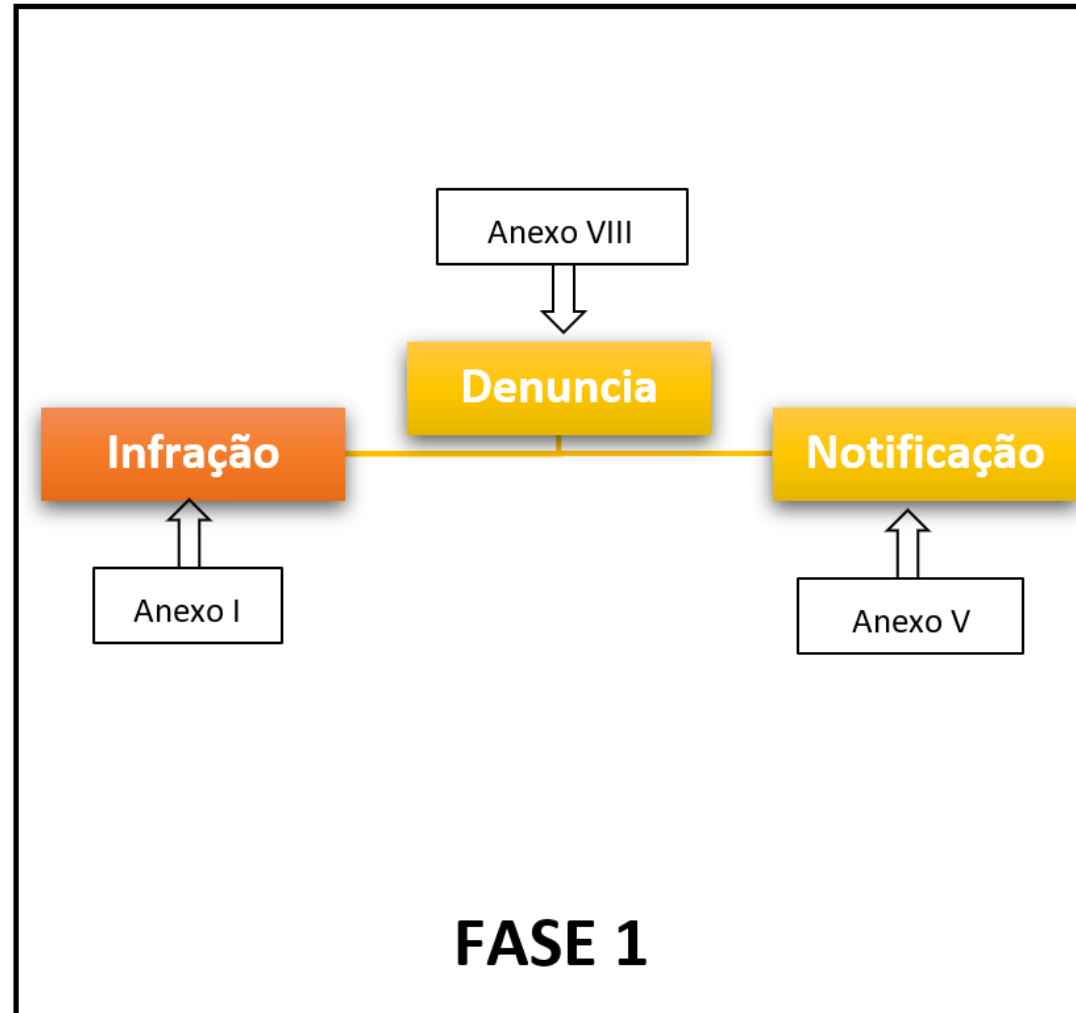 Anexo VIII
Denuncia
Infração
Notificação
Anexo I
Anexo V
FASE 1